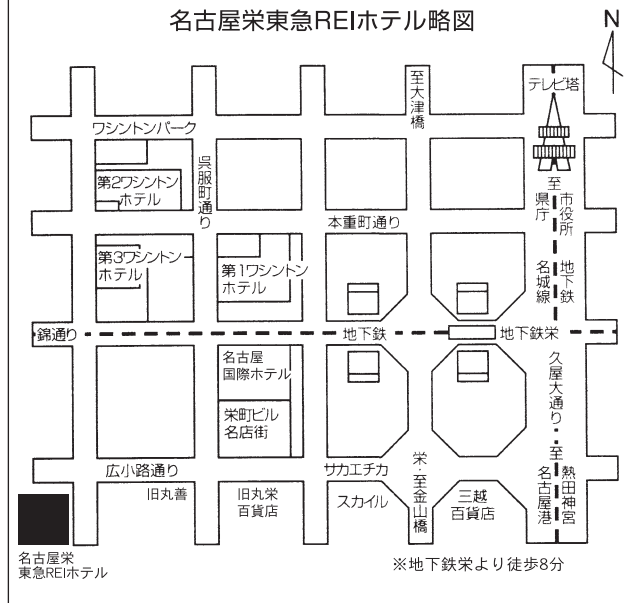 名古屋栄東急REIホテル略図
N
至大津橋
テレビ塔
ワシントンパーク
呉服町通り
第2ワシントン
ホテル
至
県庁
市役所
本重町通り
第3ワシントン
ホテル
第1ワシントン
ホテル
名城線
地下鉄
錦通り
地下鉄
地下鉄栄
名古屋
国際ホテル
久屋大通り
栄町ビル
名店街
広小路通り
サカエチカ
栄・至金山橋
至
名古屋港
熱田神宮
旧丸善
旧丸栄
百貨店
スカイル
三越
百貨店
名古屋栄
東急REIホテル
※地下鉄栄より徒歩8分